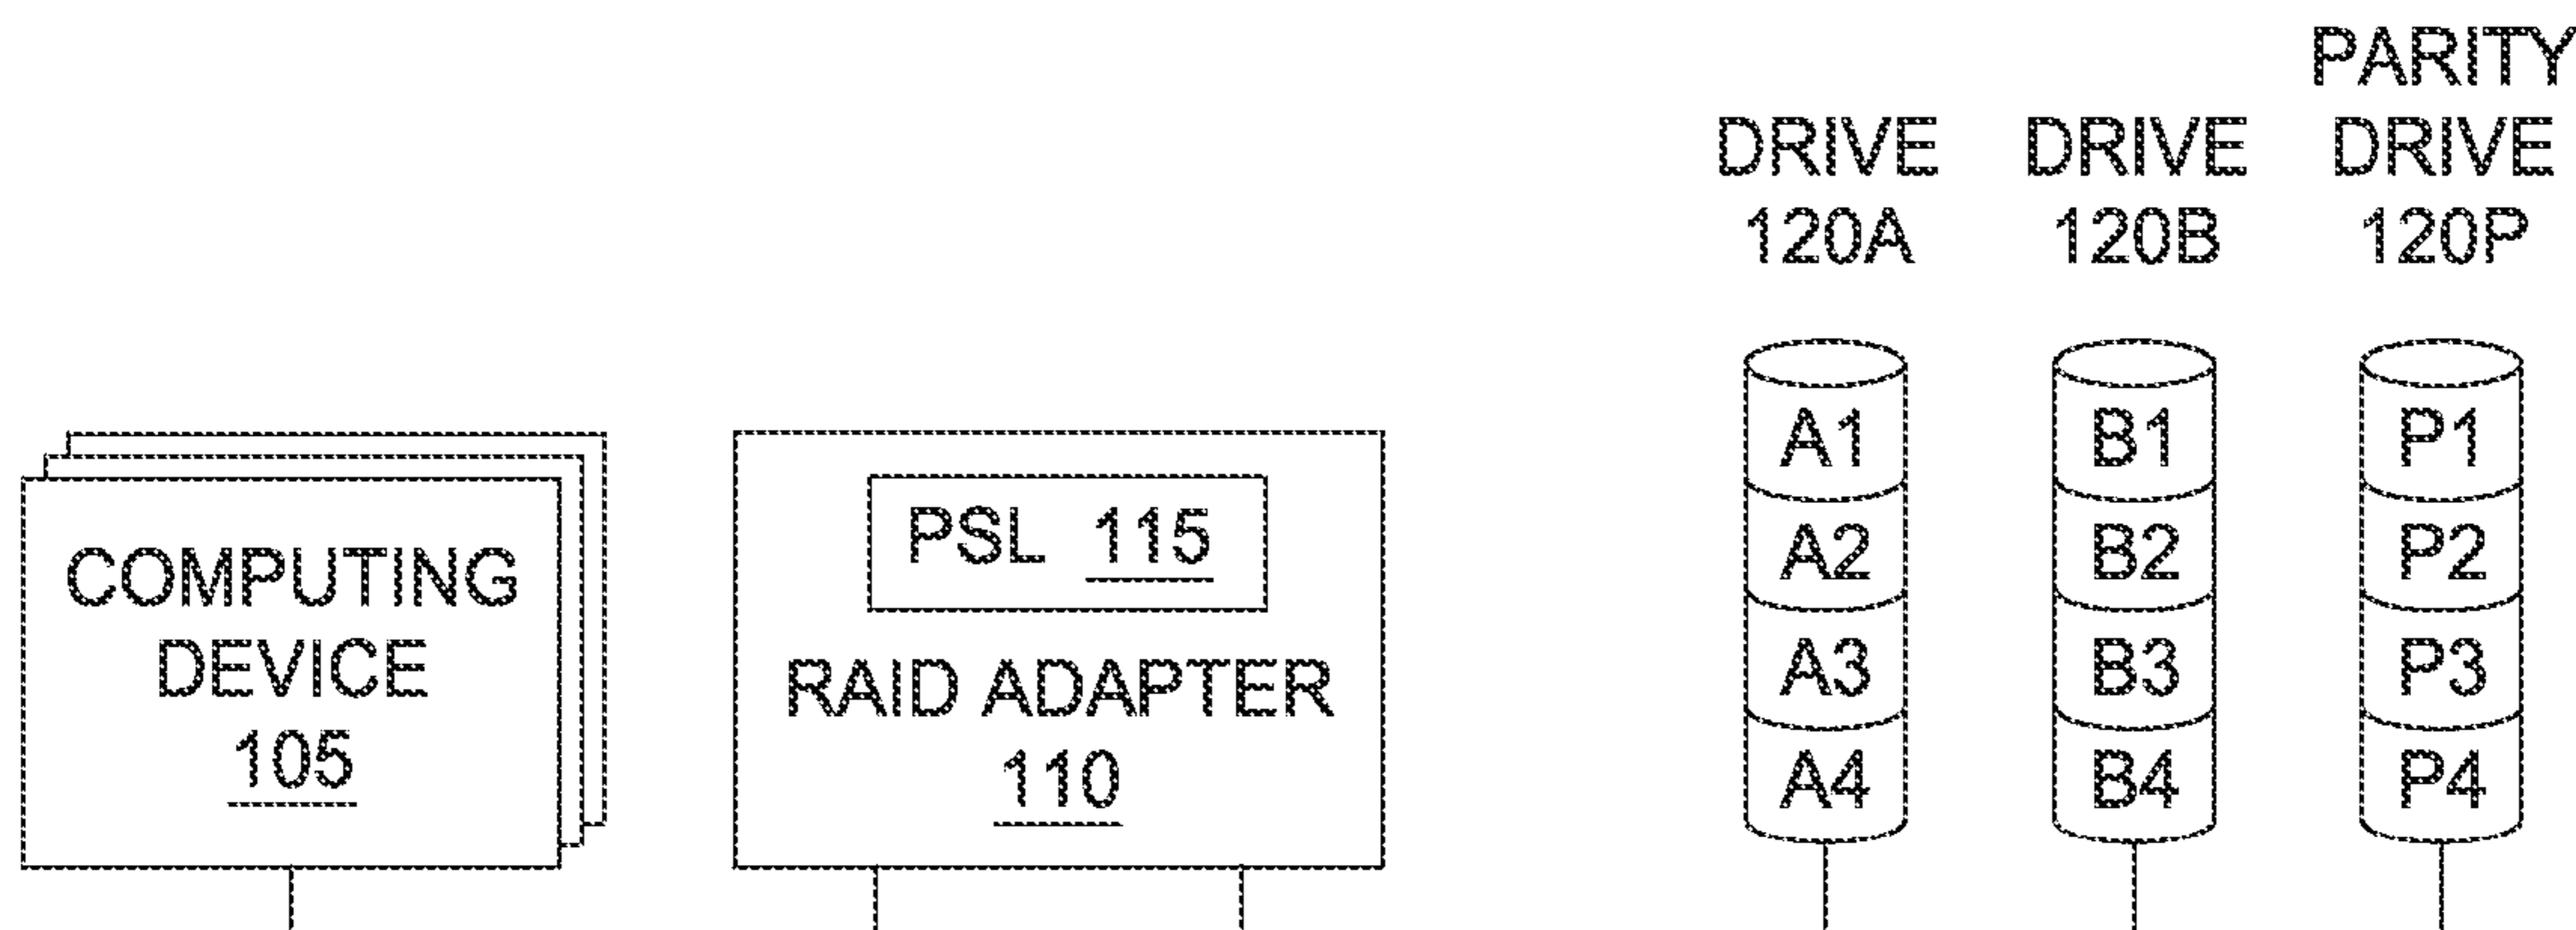 COMPUTING
DEVICE
105
PSL 115
RAID ADAPTER
110
DRIVE
120A
A1
A2
A3
A4
DRIVE
120B
B1
B2
B3
B4
PARITY
DRIVE
120P
P1
P2
P3
P4